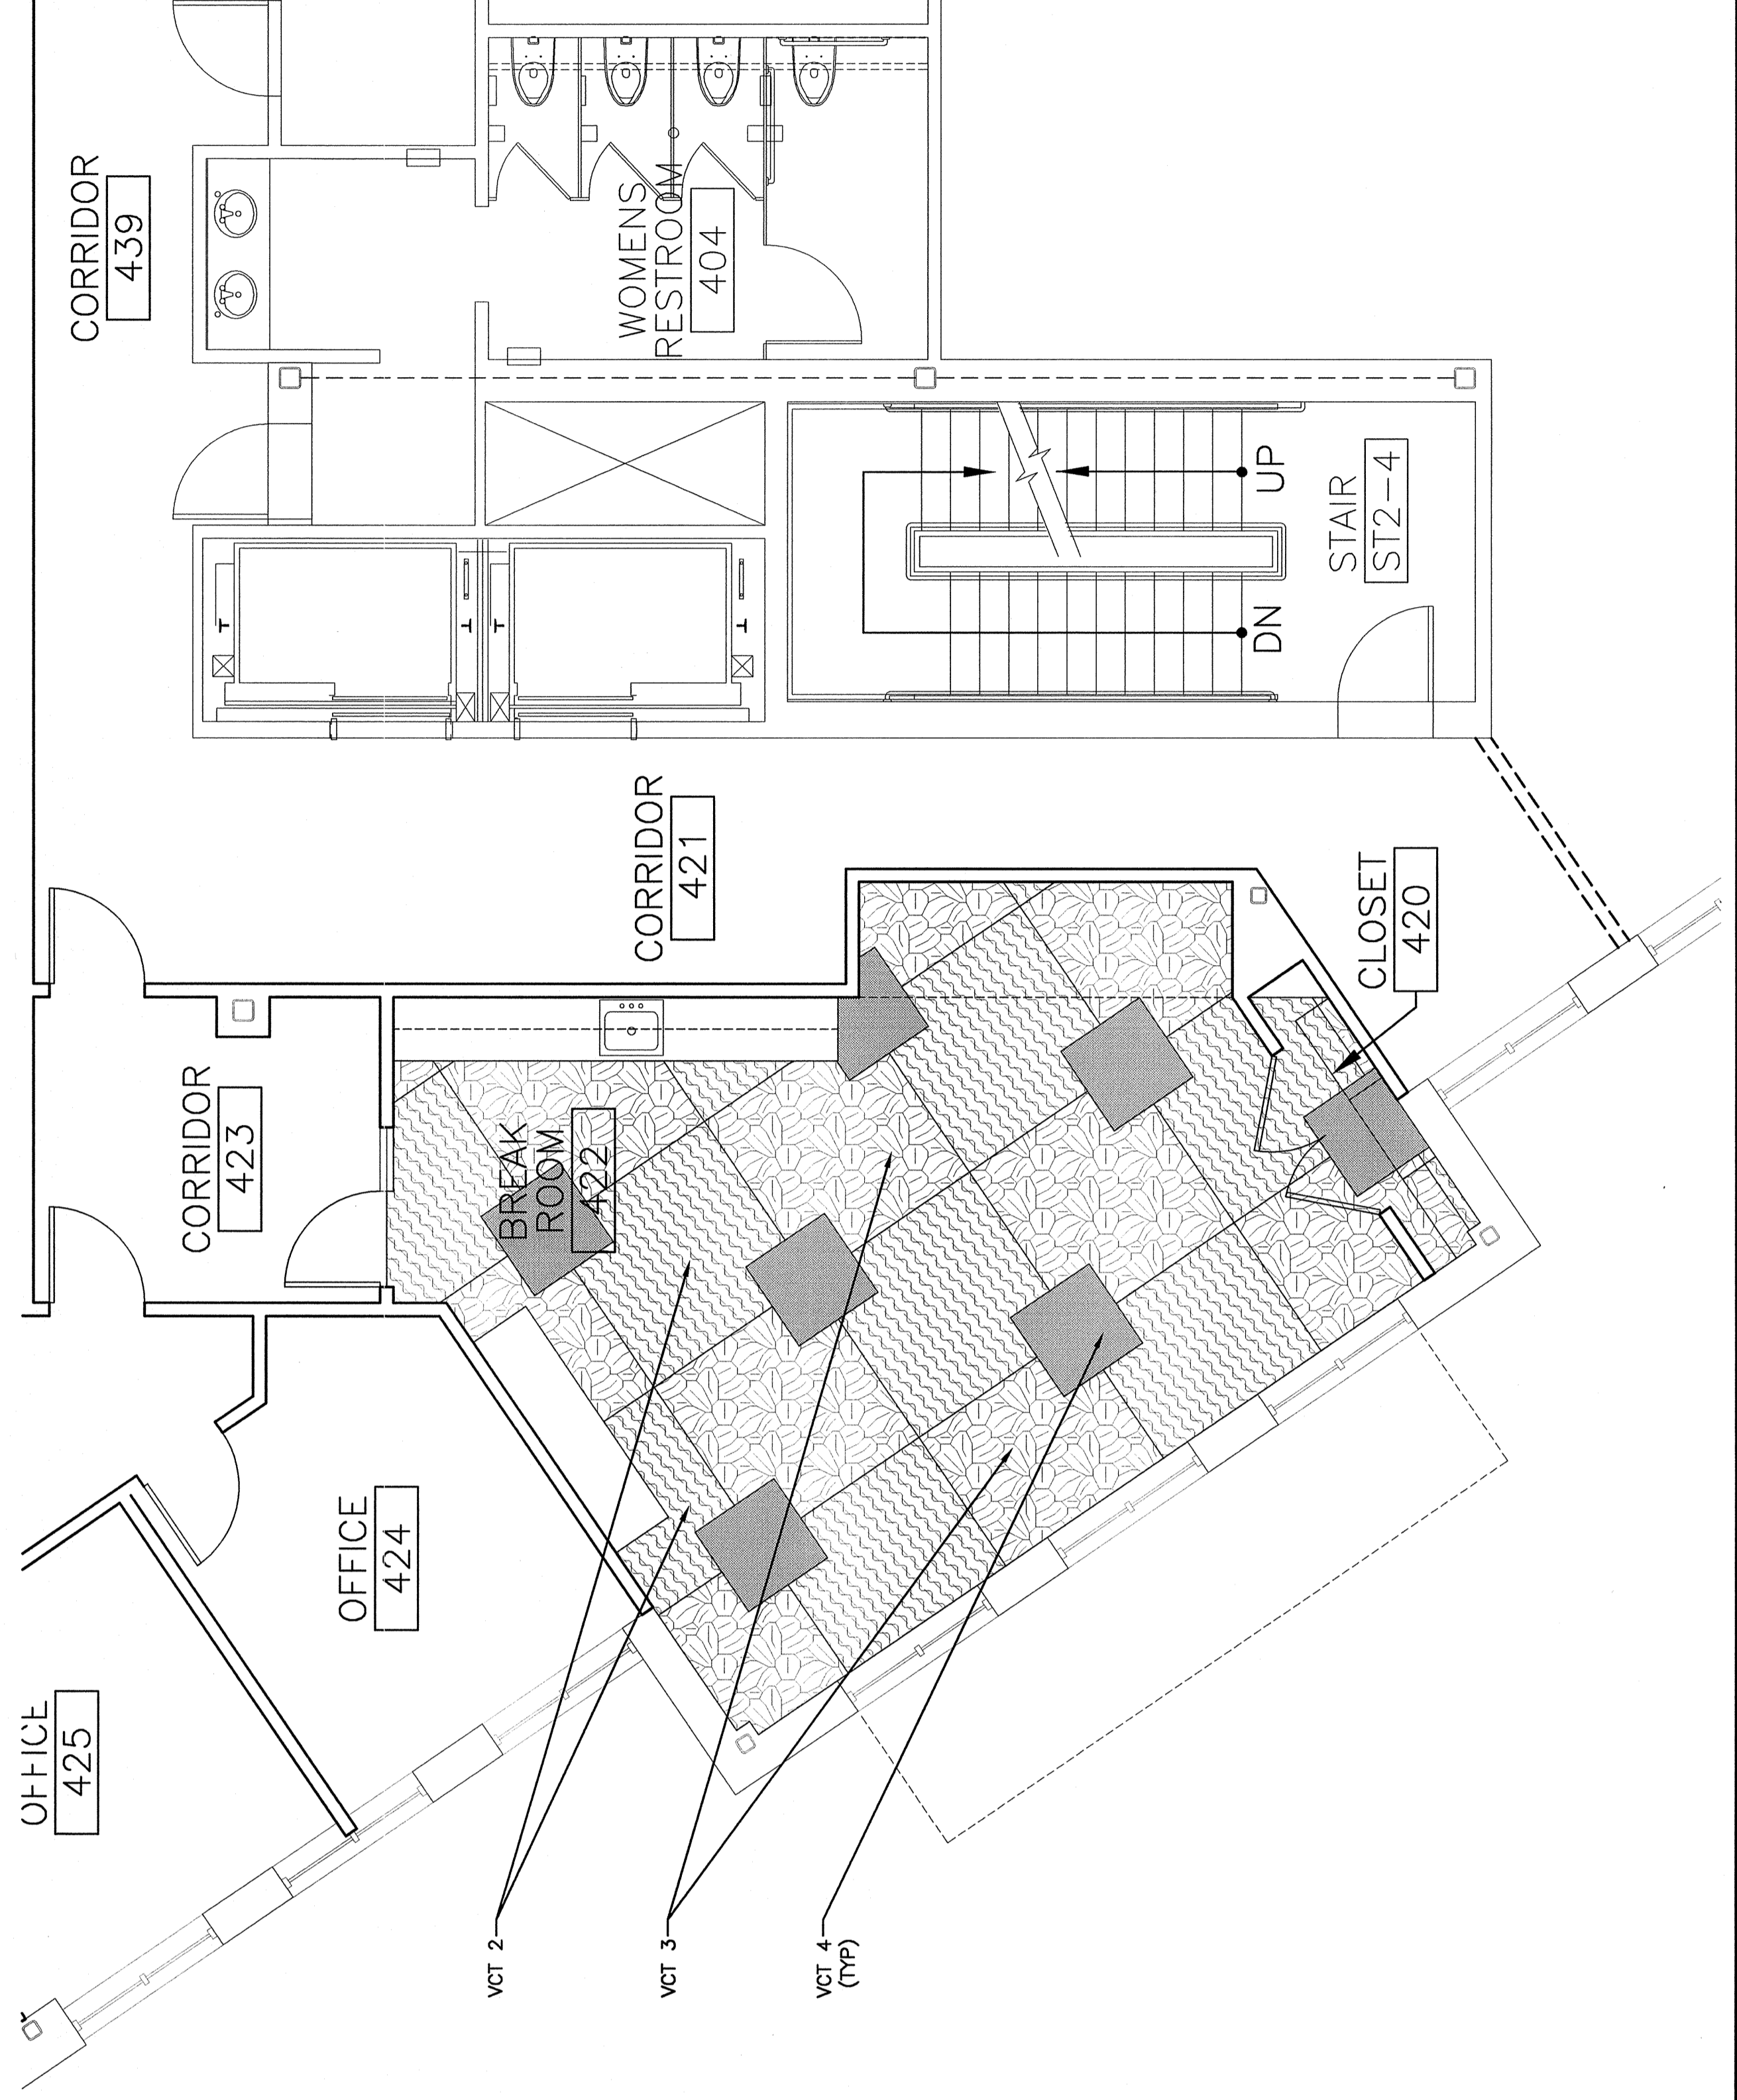 CORRIDOR
439
WOMENS
RESTROOM
404
UP
DN
STAIR
ST2-4
CORRIDOR
421
CLOSET
420
CORRIDOR
423
BREAK
ROOM
422
OFFICE
424
OFFICE
425
VCT 2
VCT 3
VCT 4
(TYP)